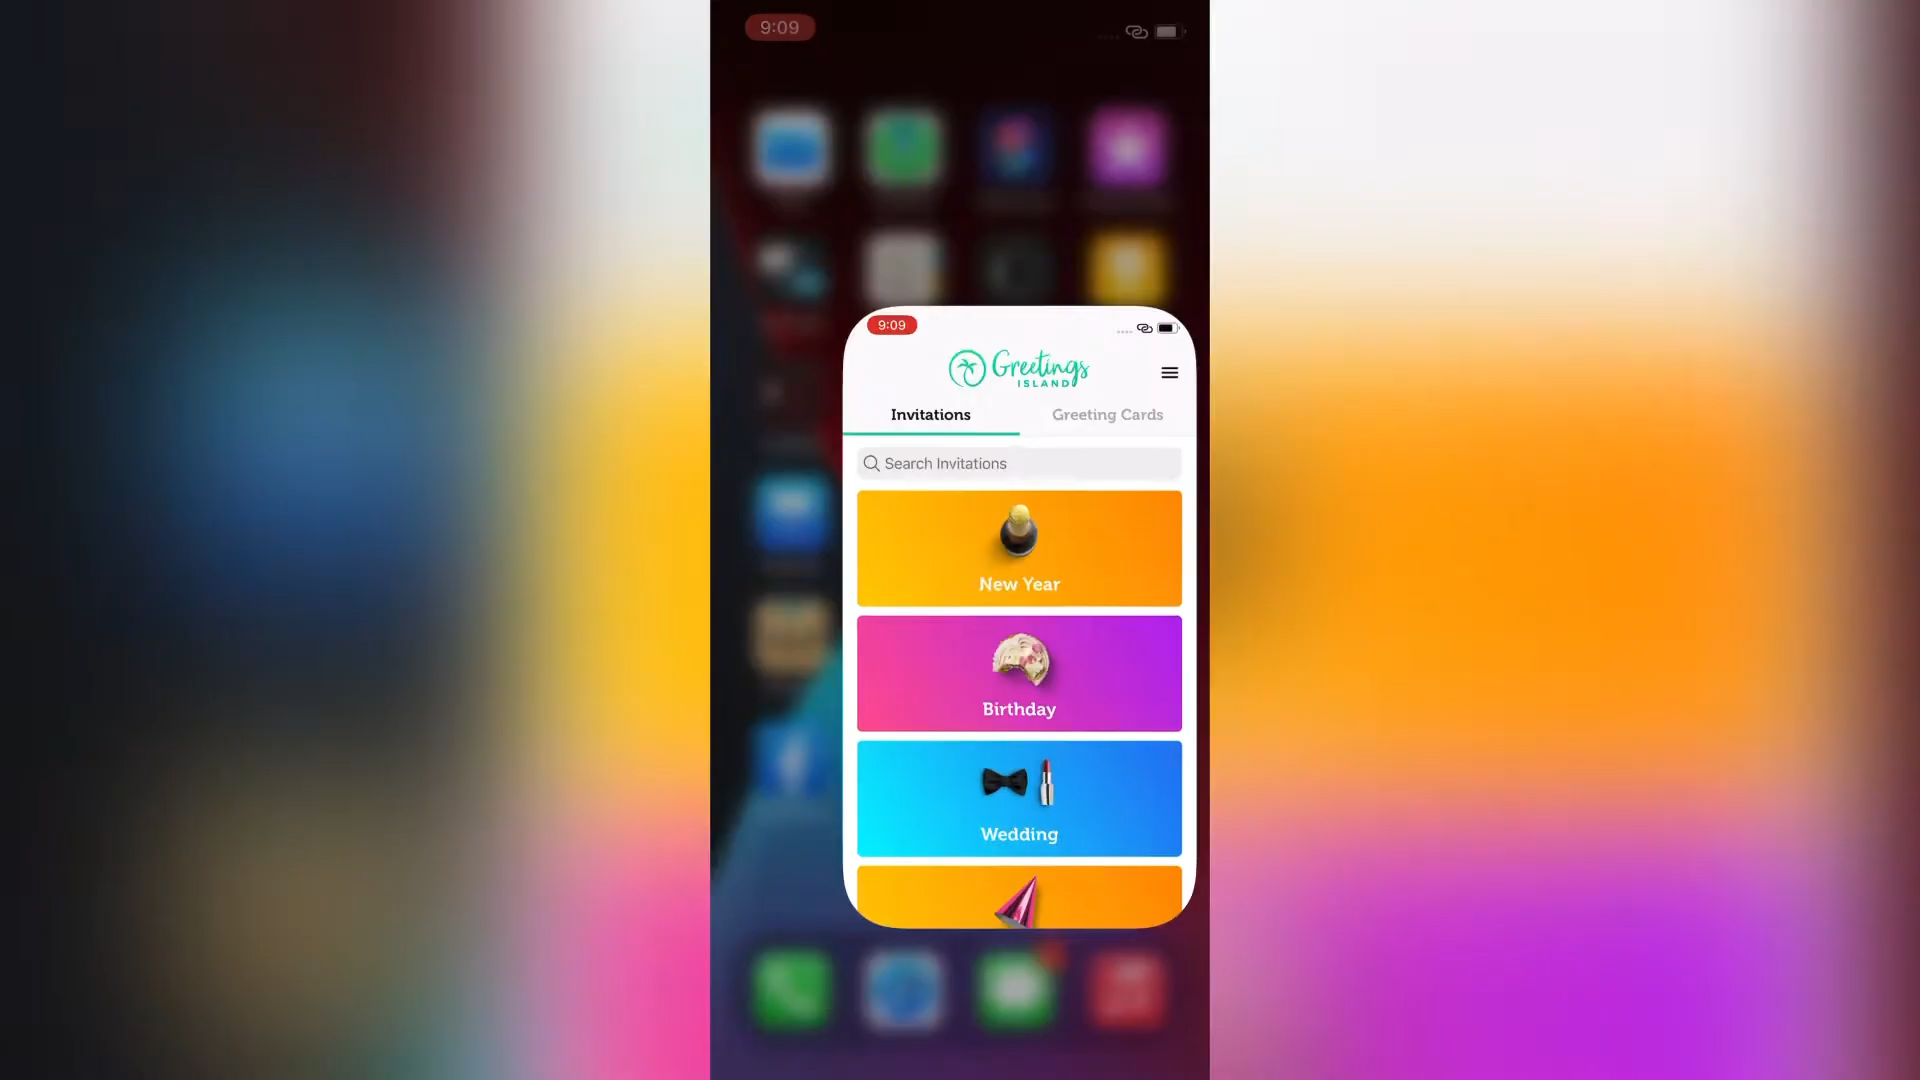 9:09
9:09
Greetings
ISLAND
Invitations
Greeting Cards
Search Invitations
New Year
Birthday
Wedding